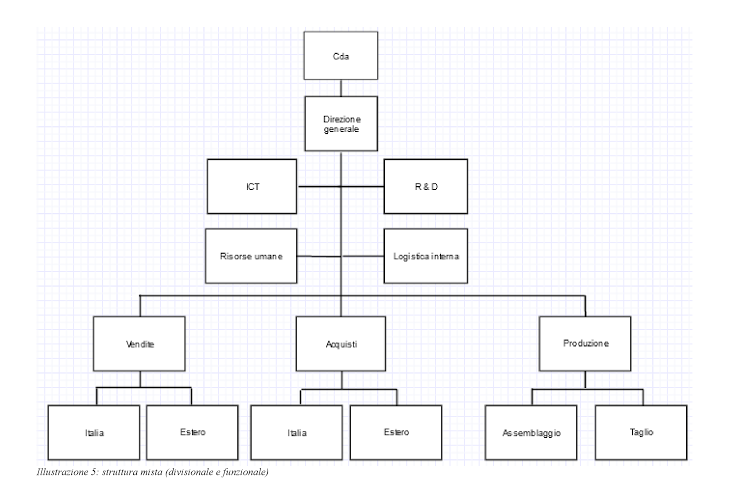 Cda
Direzione
generale
ICT
R & D
Risorse umane
Logistica interna
Vendite
Acquisti
Produzione
Italia
Estero
Italia
Estero
Assemblaggio
Taglio
Illustrazione 5: struttura mista (divisionale e funzionale)